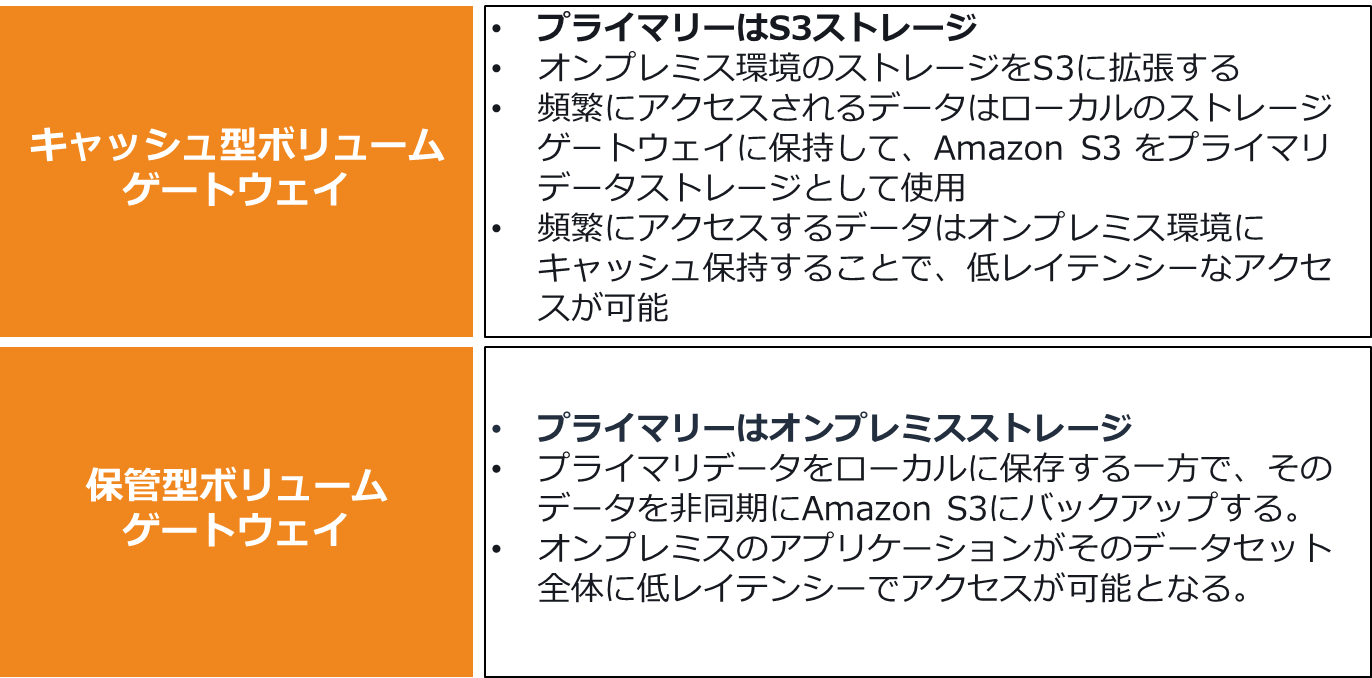 キャッシュ型ボリューム
ゲートウェイ
• プライマリーはS3ストレージ
• オンプレミス環境のストレージをS3に拡張する
• 頻繁にアクセスされるデータはローカルのストレージ
ゲートウェイに保持して、Amazon S3 をプライマリ
データストレージとして使用
• 頻繁にアクセスするデータはオンプレミス環境に
キャッシュ保持することで、低レイテンシーなアクセ
スが可能
保管型ボリューム
ゲートウェイ
• プライマリーはオンプレミスストレージ
• プライマリデータをローカルに保存する一方で、その
データを非同期にAmazon S3にバックアップする。
• オンプレミスのアプリケーションがそのデータセット
全体に低レイテンシーでアクセスが可能となる。